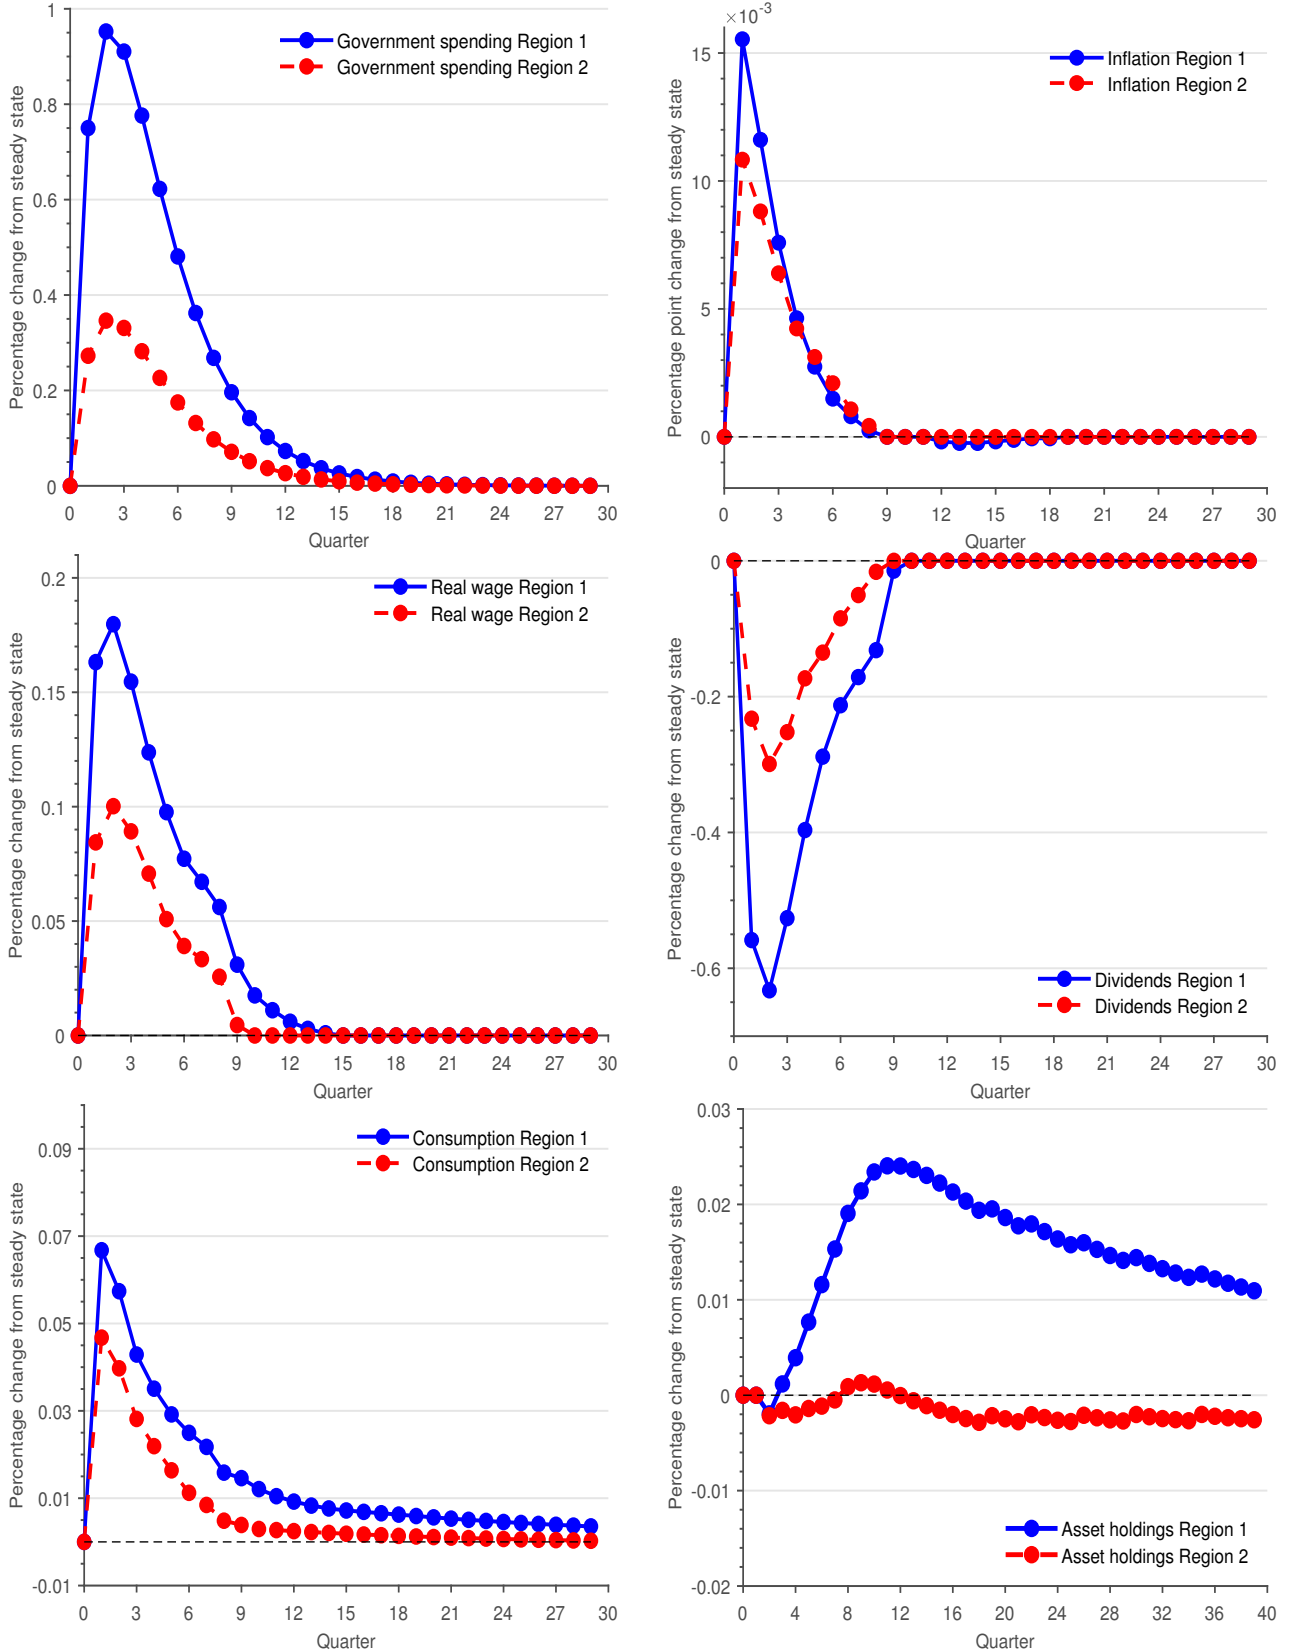 Percentage change from steady state
1
0.8
0.6
0.4
0.2
0
Government spending Region 1
Government spending Region 2
0 3 6 9 12 15 18 21 24 27 30
Quarter
Percentage point change from steady state
×10-3
15
10
5
0
Inflation Region 1
Inflation Region 2
0 3 6 9 12 15 18 21 24 27 30
Quarter
Percentage change from steady state
0.2
0.15
0.1
0.05
0
Real wage Region 1
Real wage Region 2
0 3 6 9 12 15 18 21 24 27 30
Quarter
Percentage change from steady state
0
-0.2
-0.4
-0.6
Dividends Region 1
Dividends Region 2
0 3 6 9 12 15 18 21 24 27 30
Quarter
Percentage change from steady state
0.09
0.07
0.05
0.03
0.01
-0.01
Consumption Region 1
Consumption Region 2
0 3 6 9 12 15 18 21 24 27 30
Quarter
Percentage change from steady state
0.03
0.02
0.01
0
-0.01
-0.02
Asset holdings Region 1
Asset holdings Region 2
0 4 8 12 16 20 24 28 32 36 40
Quarter